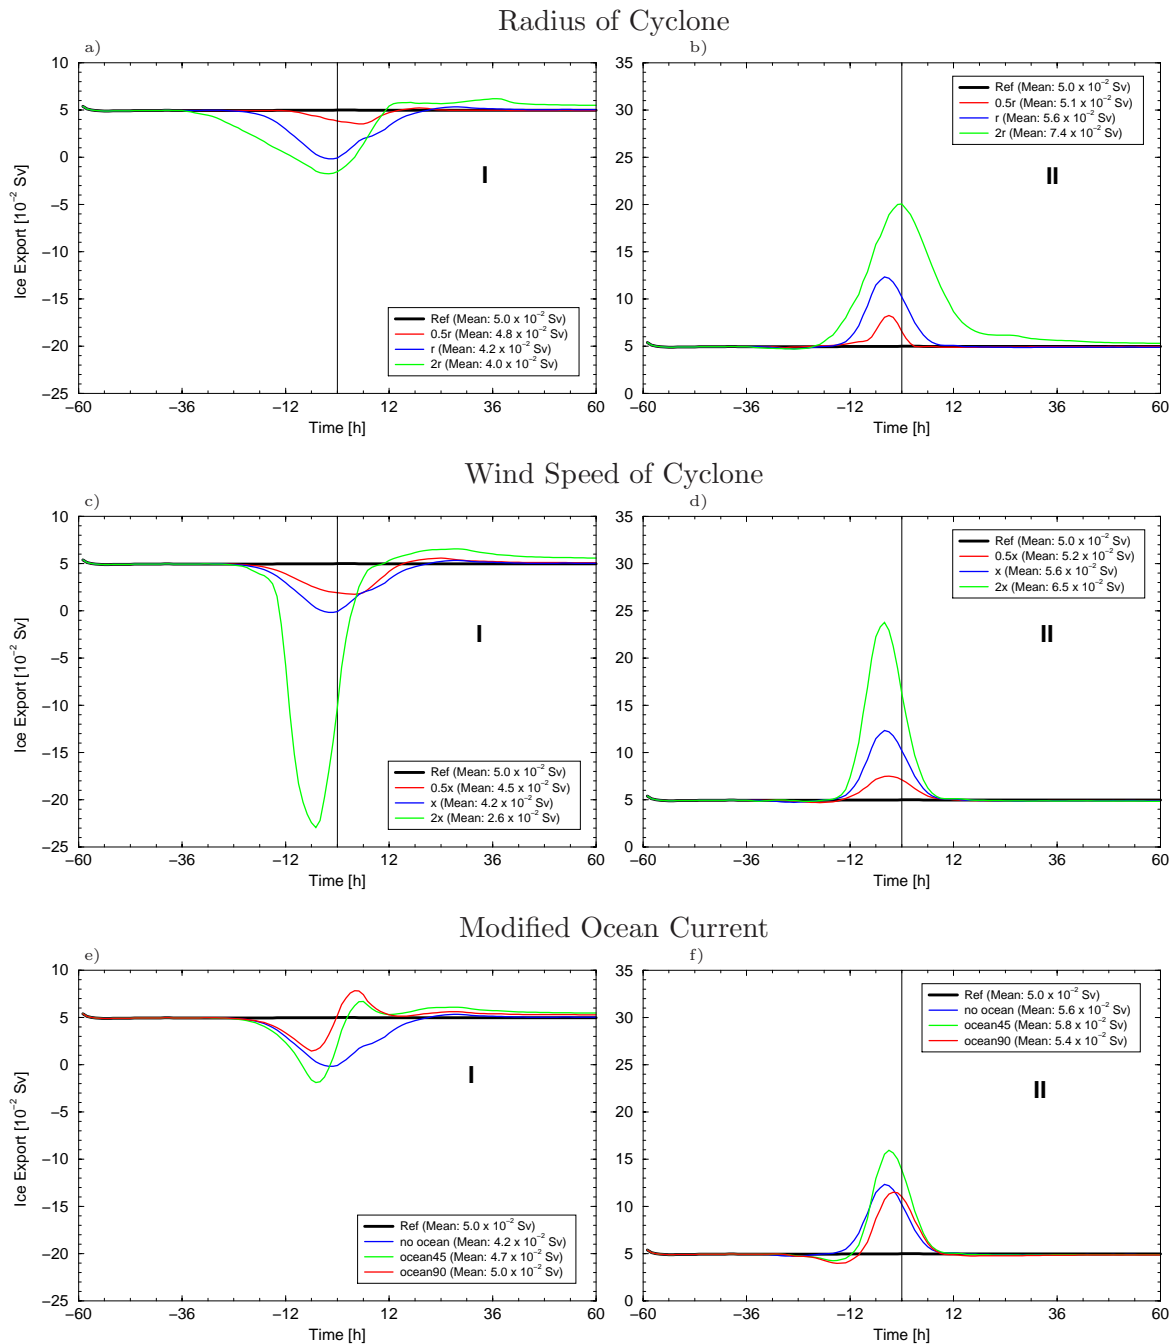 Radius of Cyclone
a)
10
5
0
−5
−10
−15
−20
−25
Ice Export [10⁻² Sv]
I
Ref (Mean: 5.0 x 10⁻² Sv)
0.5r (Mean: 4.8 x 10⁻² Sv)
r (Mean: 4.2 x 10⁻² Sv)
2r (Mean: 4.0 x 10⁻² Sv)
−60 −36 −12 12 36 60
Time [h]
b)
35
30
25
20
15
10
5
0
II
Ref (Mean: 5.0 x 10⁻² Sv)
0.5r (Mean: 5.1 x 10⁻² Sv)
r (Mean: 5.6 x 10⁻² Sv)
2r (Mean: 7.4 x 10⁻² Sv)
−60 −36 −12 12 36 60
Time [h]
Wind Speed of Cyclone
c)
10
5
0
−5
−10
−15
−20
−25
Ice Export [10⁻² Sv]
I
Ref (Mean: 5.0 x 10⁻² Sv)
0.5x (Mean: 4.5 x 10⁻² Sv)
x (Mean: 4.2 x 10⁻² Sv)
2x (Mean: 2.6 x 10⁻² Sv)
−60 −36 −12 12 36 60
Time [h]
d)
35
30
25
20
15
10
5
0
II
Ref (Mean: 5.0 x 10⁻² Sv)
0.5x (Mean: 5.2 x 10⁻² Sv)
x (Mean: 5.6 x 10⁻² Sv)
2x (Mean: 6.5 x 10⁻² Sv)
−60 −36 −12 12 36 60
Time [h]
Modified Ocean Current
e)
10
5
0
−5
−10
−15
−20
−25
Ice Export [10⁻² Sv]
I
Ref (Mean: 5.0 x 10⁻² Sv)
no ocean (Mean: 4.2 x 10⁻² Sv)
ocean45 (Mean: 4.7 x 10⁻² Sv)
ocean90 (Mean: 5.0 x 10⁻² Sv)
−60 −36 −12 12 36 60
Time [h]
f)
35
30
25
20
15
10
5
0
II
Ref (Mean: 5.0 x 10⁻² Sv)
no ocean (Mean: 5.6 x 10⁻² Sv)
ocean45 (Mean: 5.8 x 10⁻² Sv)
ocean90 (Mean: 5.4 x 10⁻² Sv)
−60 −36 −12 12 36 60
Time [h]